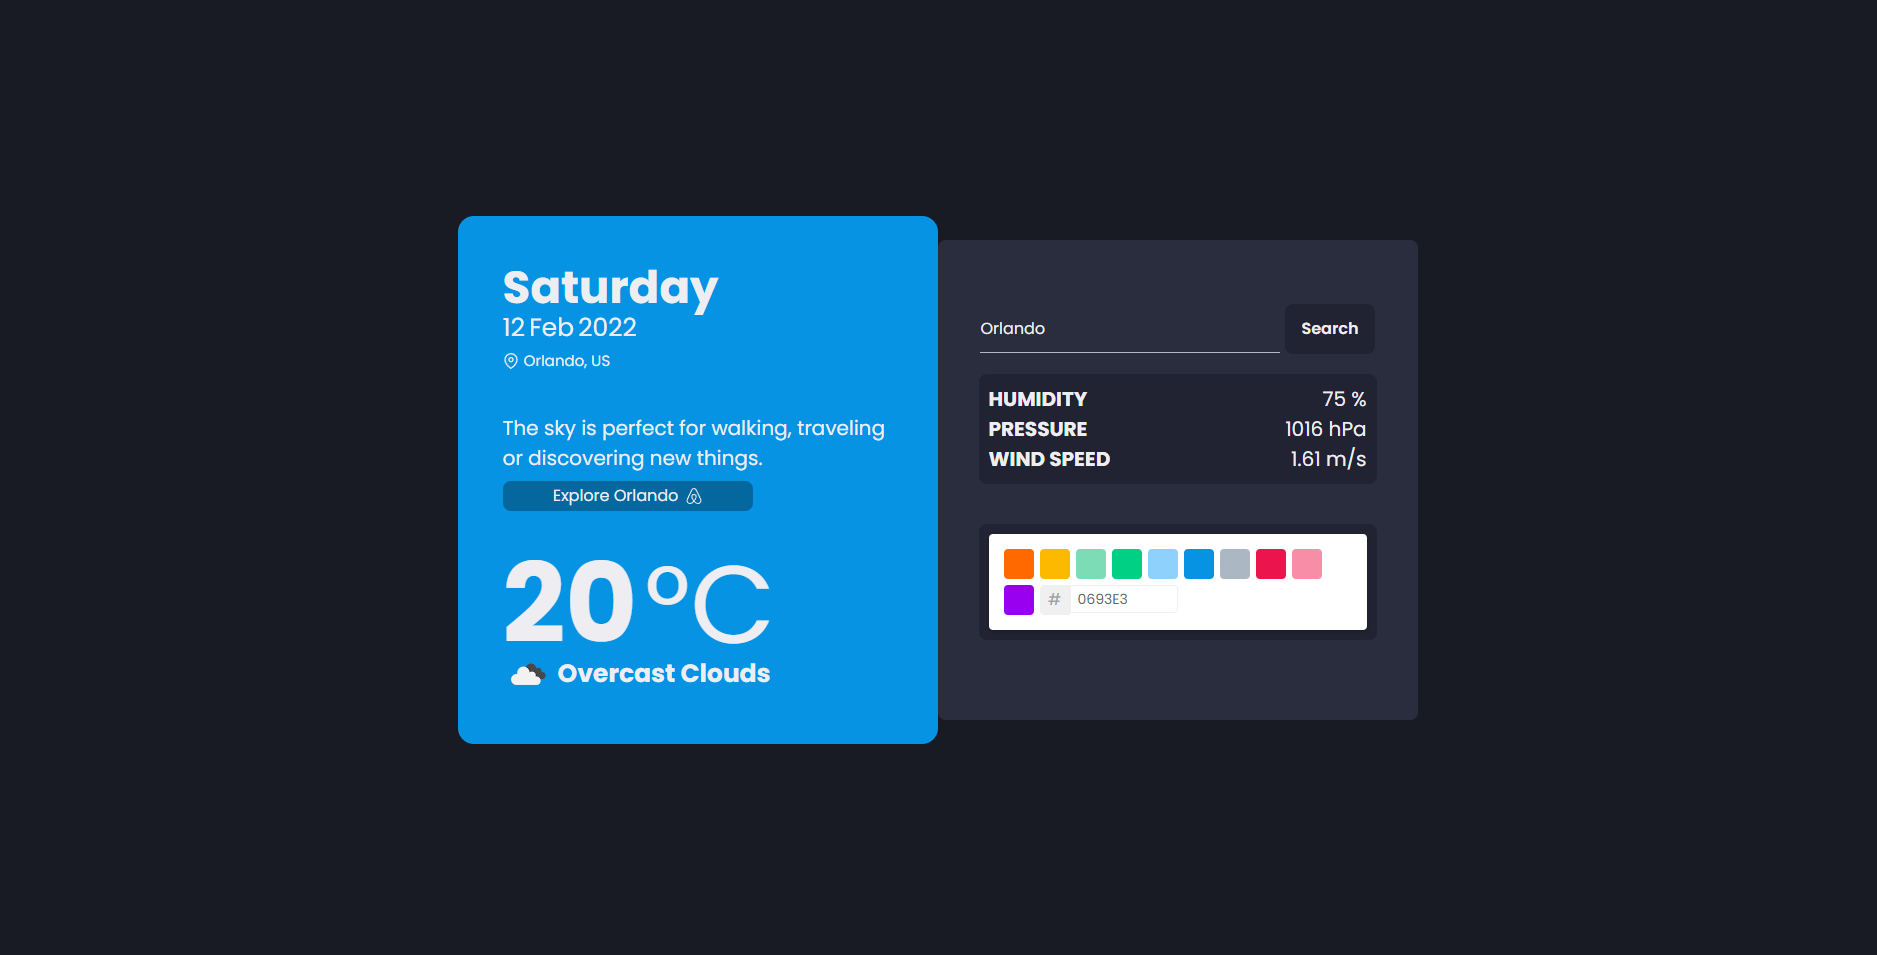 Saturday
12 Feb 2022
Orlando, US
The sky is perfect for walking, traveling
or discovering new things.
Explore Orlando
20 °C
Overcast Clouds
Orlando
Search
HUMIDITY 75 %
PRESSURE 1016 hPa
WIND SPEED 1.61 m/s
# 0693E3